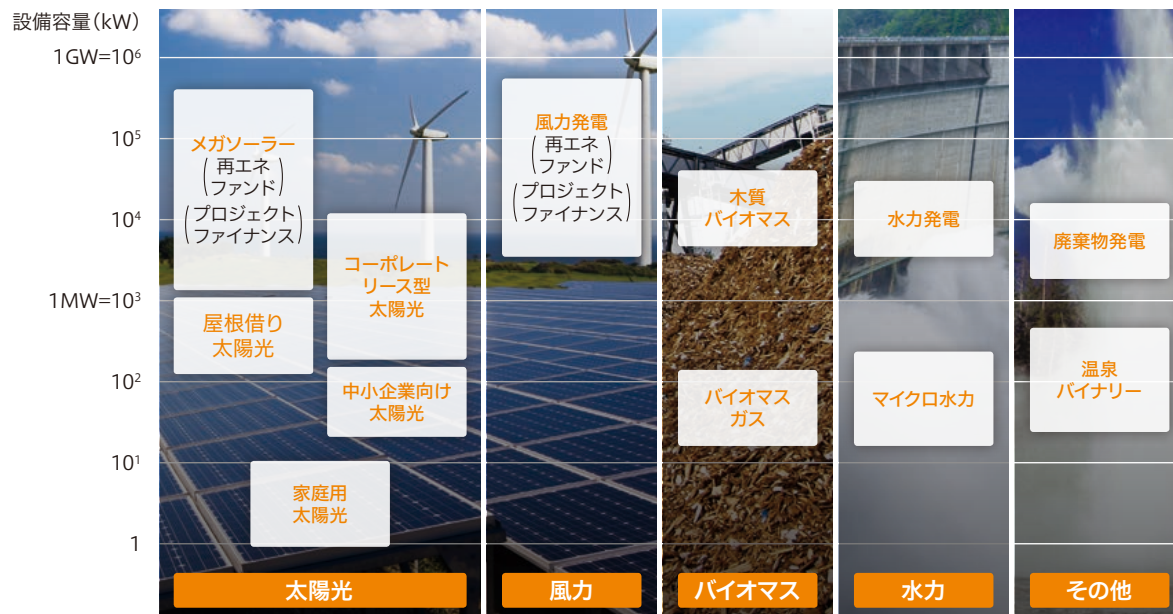 設備容量（kW）
1GW=10⁶
10⁵
10⁴
1MW=10³
10²
10¹
1
メガソーラー
（再エネ
ファンド）
（プロジェクト
ファイナンス）
コーポレート
リース型
太陽光
屋根借り
太陽光
中小企業向け
太陽光
家庭用
太陽光
太陽光
風力発電
（再エネ
ファンド）
（プロジェクト
ファイナンス）
風力
木質
バイオマス
バイオマス
ガス
バイオマス
水力発電
マイクロ水力
水力
廃棄物発電
温泉
バイナリー
その他